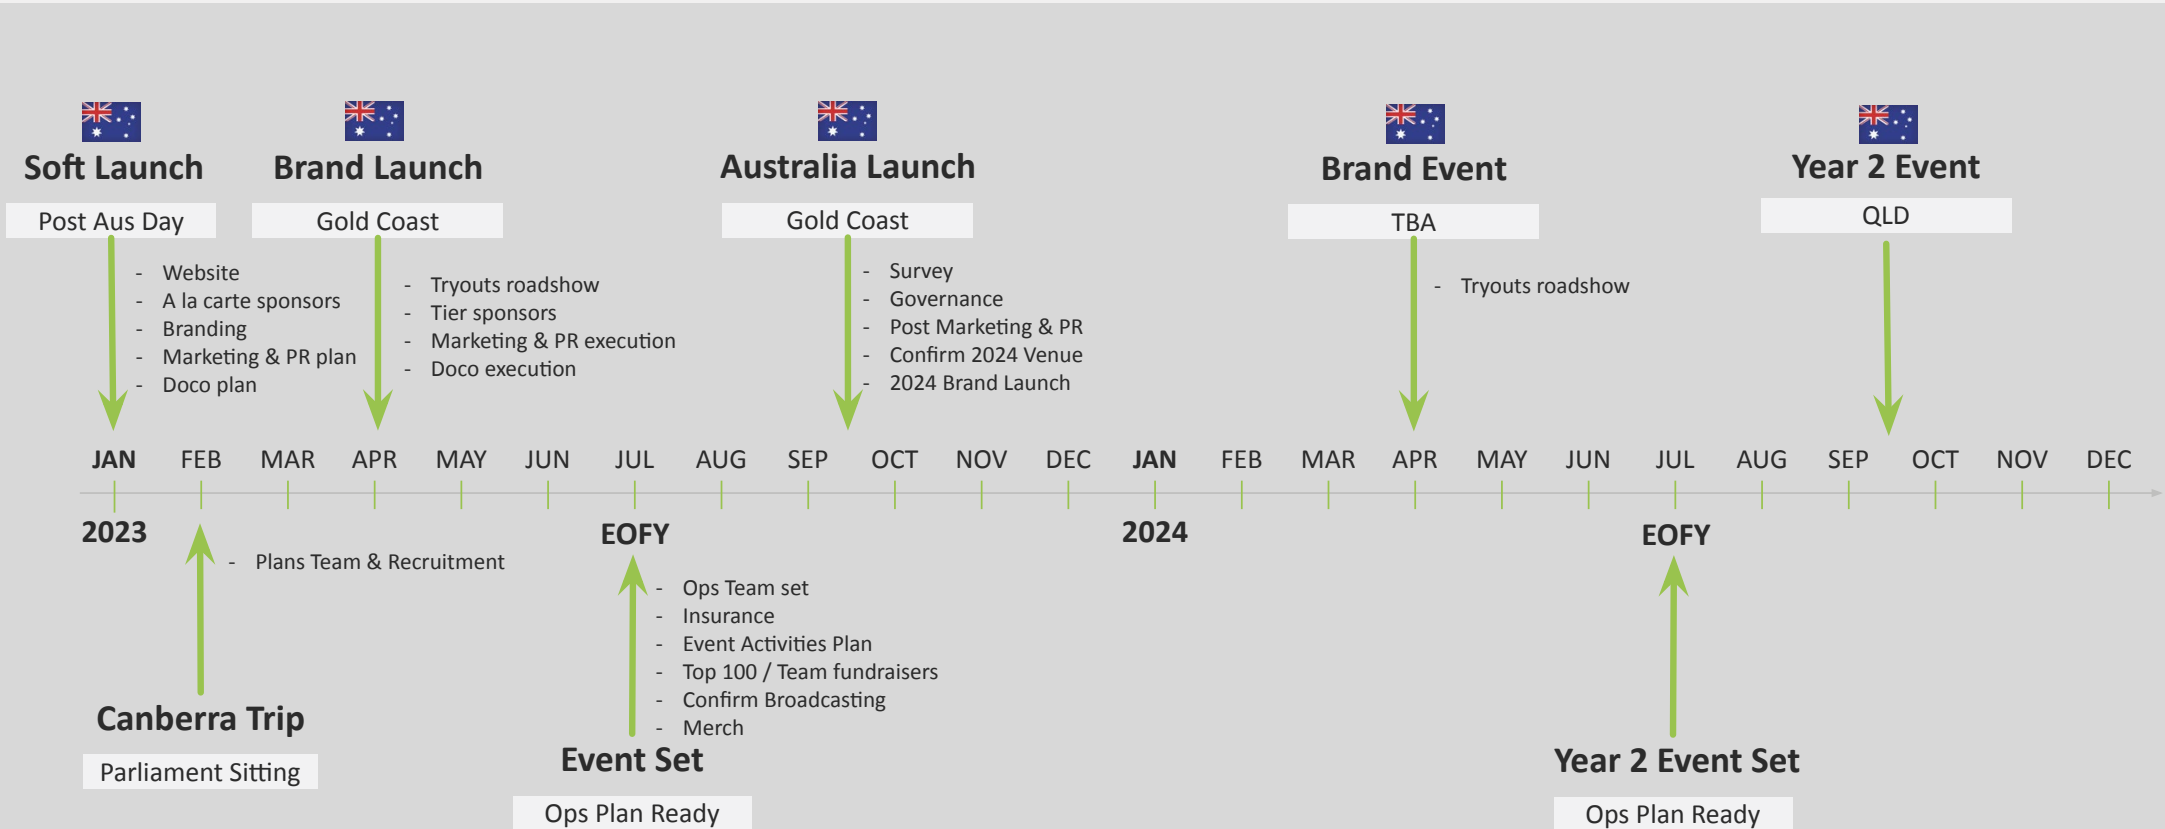 Soft Launch
Post Aus Day
- Website
- A la carte sponsors
- Branding
- Marketing & PR plan
- Doco plan
Brand Launch
Gold Coast
- Tryouts roadshow
- Tier sponsors
- Marketing & PR execution
- Doco execution
Australia Launch
Gold Coast
- Survey
- Governance
- Post Marketing & PR
- Confirm 2024 Venue
- 2024 Brand Launch
Brand Event
TBA
- Tryouts roadshow
Year 2 Event
QLD
JAN FEB MAR APR MAY JUN JUL AUG SEP OCT NOV DEC JAN FEB MAR APR MAY JUN JUL AUG SEP OCT NOV DEC
2023 EOFY 2024 EOFY
- Plans Team & Recruitment
Canberra Trip
Parliament Sitting
- Ops Team set
- Insurance
- Event Activities Plan
- Top 100 / Team fundraisers
- Confirm Broadcasting
- Merch
Event Set
Ops Plan Ready
Year 2 Event Set
Ops Plan Ready